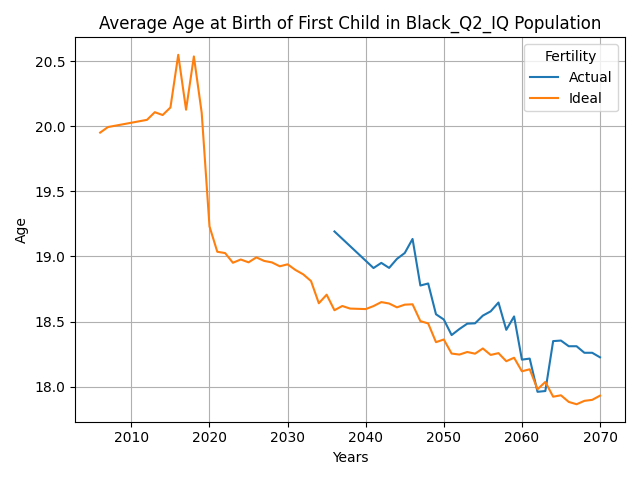 Average Age at Birth of First Child in Black_Q2_IQ Population
Fertility
Actual
Ideal
20.5
20.0
19.5
19.0
18.5
18.0
Age
2010 2020 2030 2040 2050 2060 2070
Years